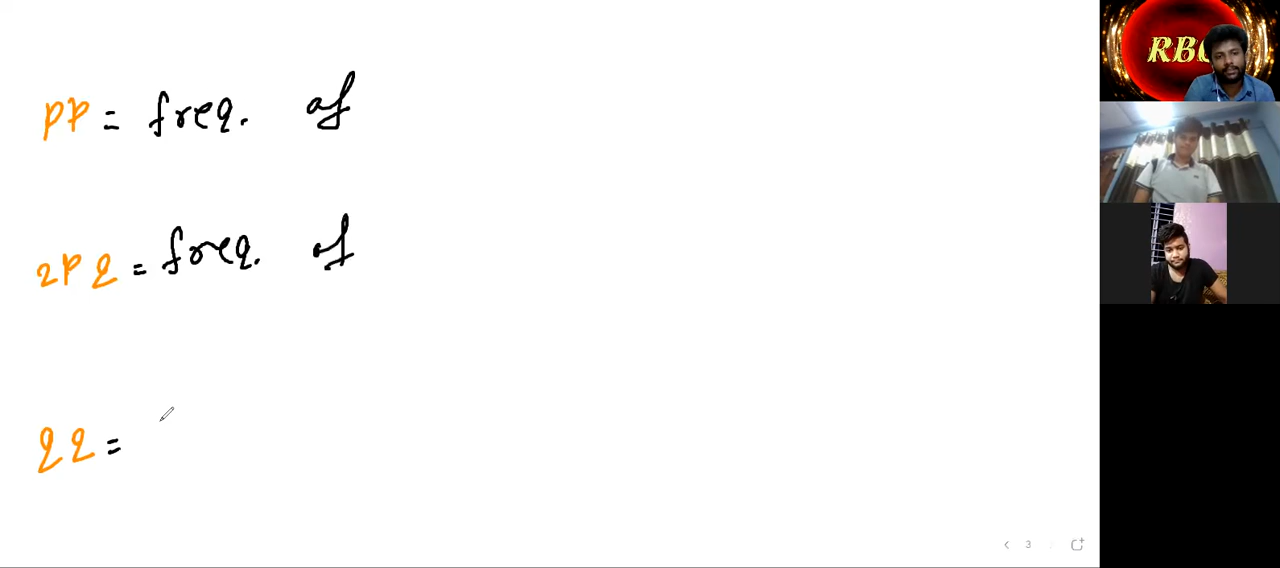 pp = freq. of
2pq = freq. of
qq =
RBC
3